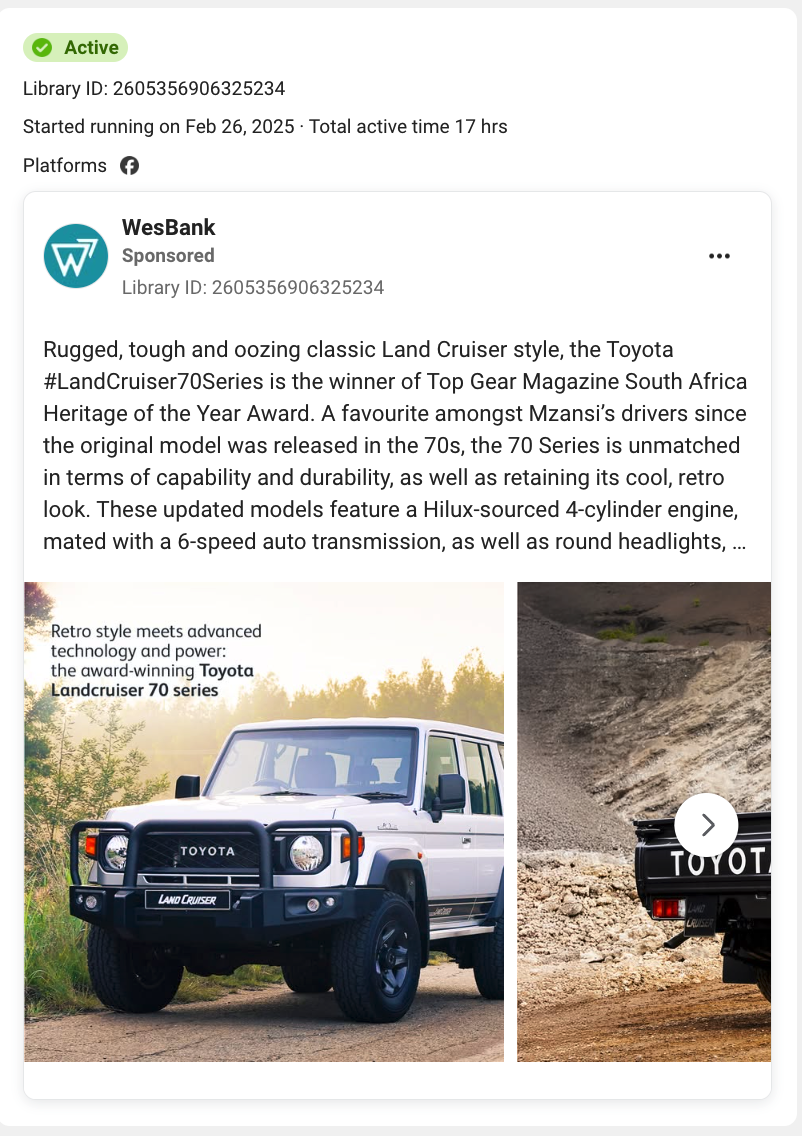 Active
Library ID: 2605356906325234
Started running on Feb 26, 2025 · Total active time 17 hrs
Platforms
WesBank
Sponsored
Library ID: 2605356906325234
Rugged, tough and oozing classic Land Cruiser style, the Toyota
#LandCruiser70Series is the winner of Top Gear Magazine South Africa
Heritage of the Year Award. A favourite amongst Mzansi’s drivers since
the original model was released in the 70s, the 70 Series is unmatched
in terms of capability and durability, as well as retaining its cool, retro
look. These updated models feature a Hilux-sourced 4-cylinder engine,
mated with a 6-speed auto transmission, as well as round headlights, ...
Retro style meets advanced
technology and power:
the award-winning Toyota
Landcruiser 70 series
TOYOTA
LAND CRUISER
TOYOTA
LAND
CRUISER